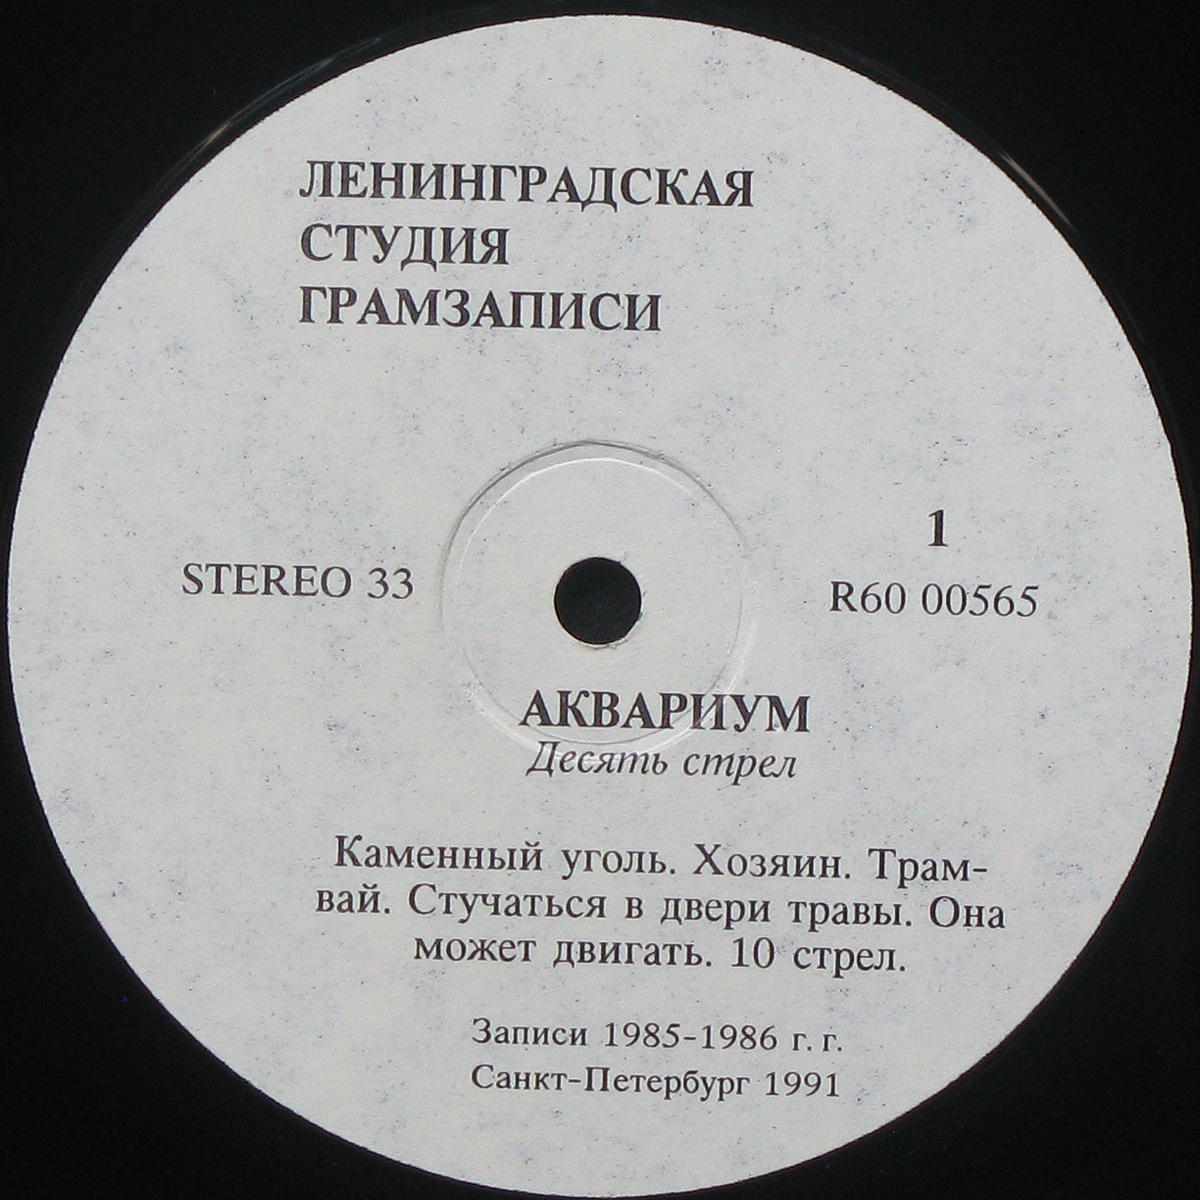 ЛЕНИНГРАДСКАЯ
СТУДИЯ
ГРАМЗАПИСИ
STEREO 33
1
R60 00565
АКВАРИУМ
Десять стрел
Каменный уголь. Хозяин. Трам-
вай. Стучаться в двери травы. Она
может двигать. 10 стрел.
Записи 1985-1986 г. г.
Санкт-Петербург 1991